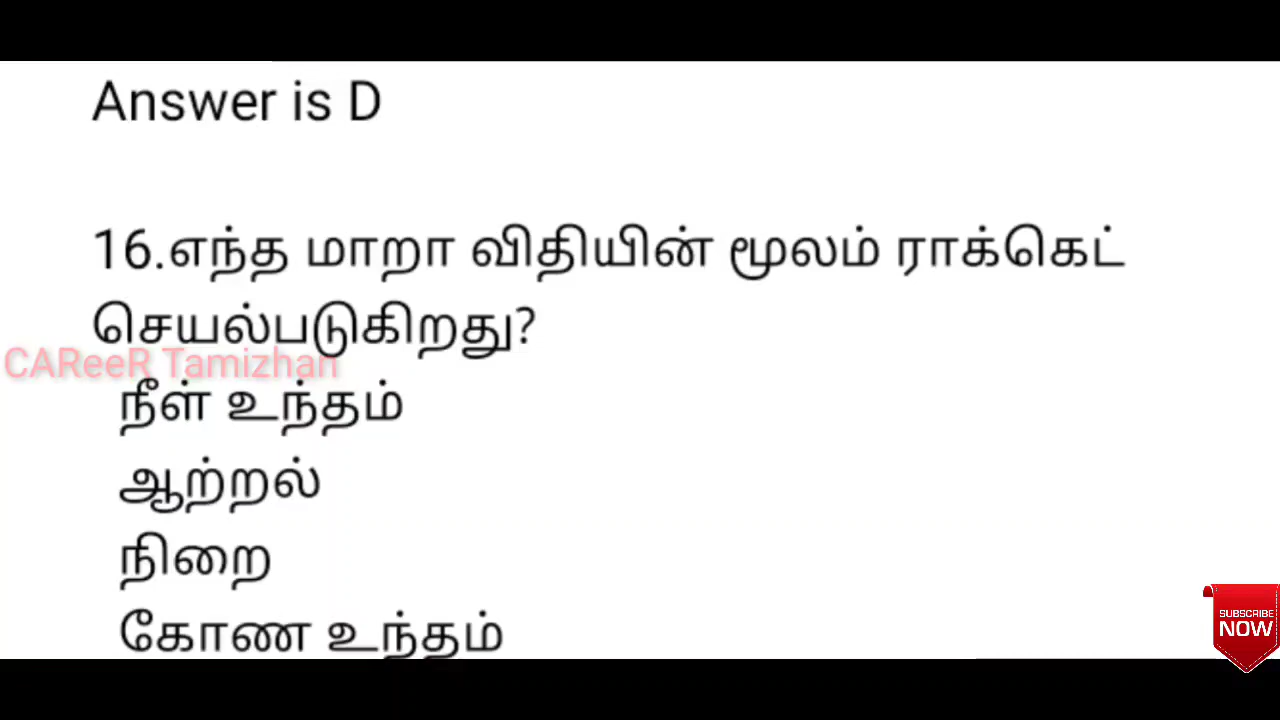 Answer is D
16.எந்த மாறா விதியின் மூலம் ராக்கெட்
செயல்படுகிறது?
CAReeR Tamizhan
நீள் உந்தம்
ஆற்றல்
நிறை
கோண உந்தம்
SUBSCRIBE
NOW